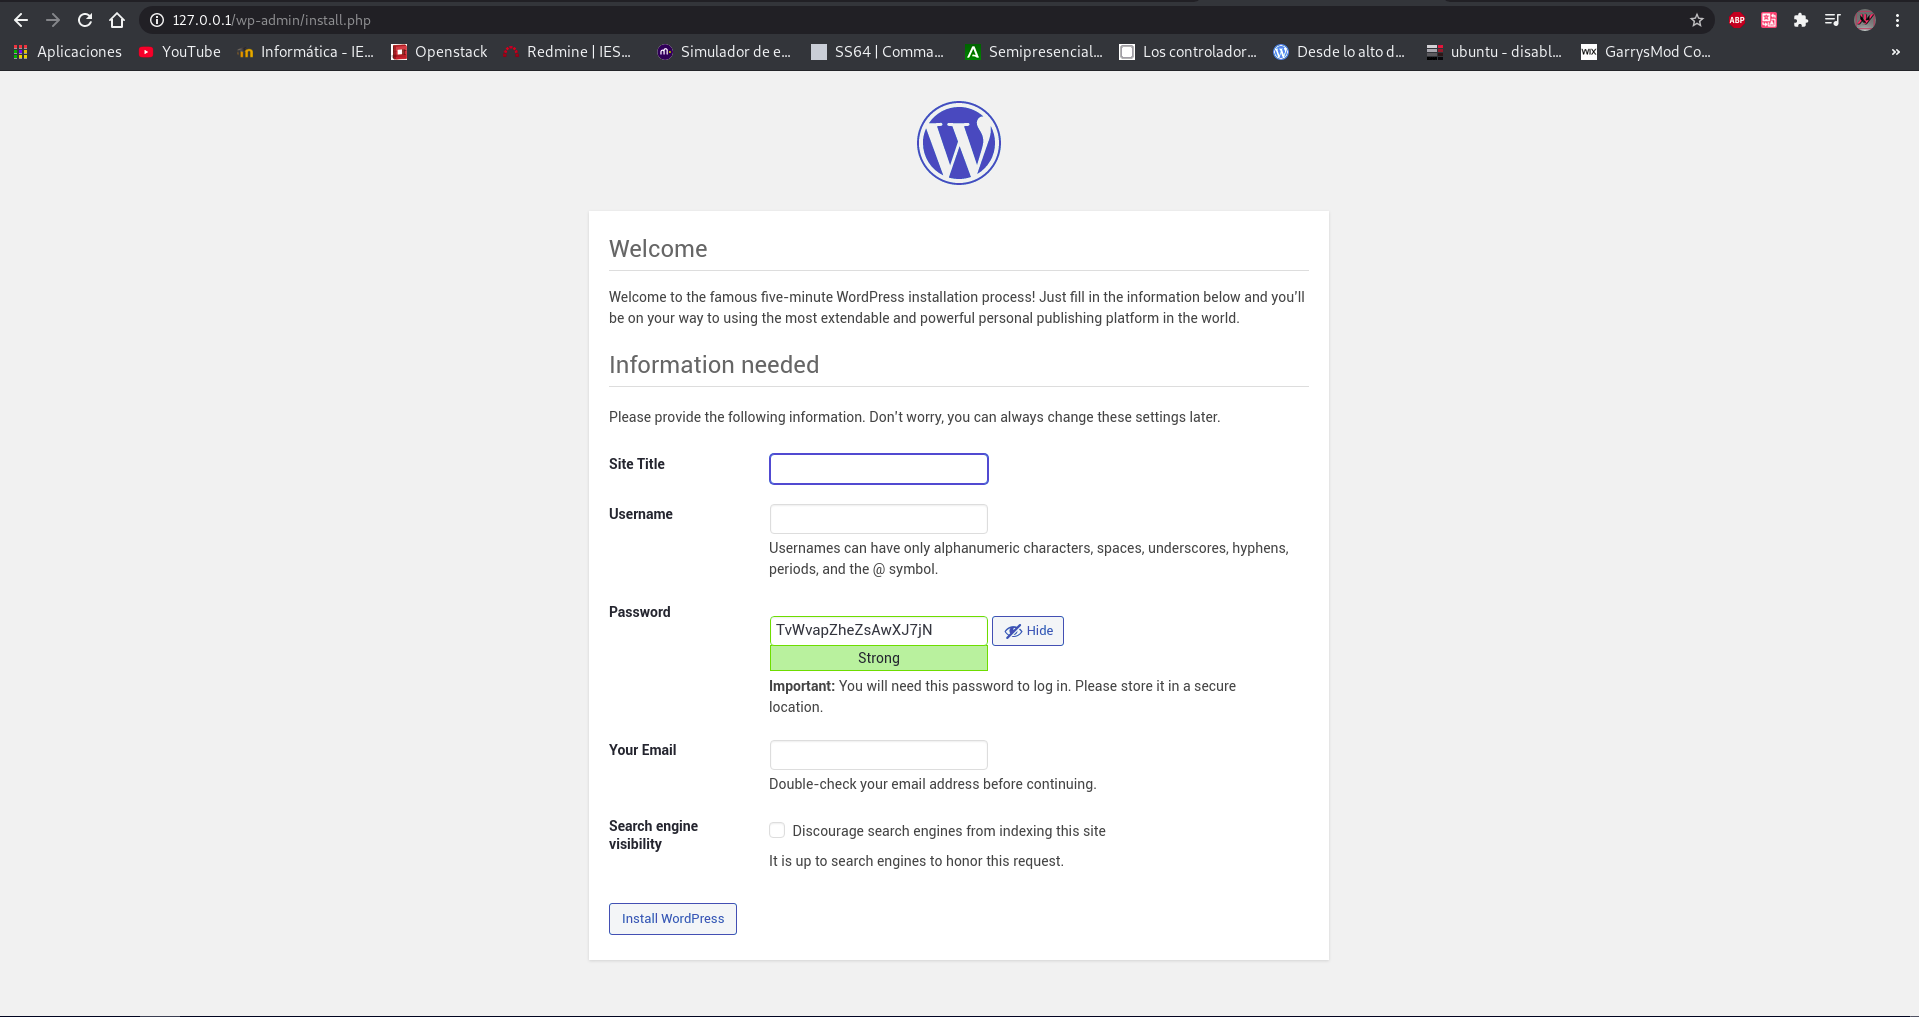 127.0.0.1/wp-admin/install.php
ABP
Aplicaciones YouTube Informática - IE... Openstack Redmine | IES... Simulador de e... SS64 | Comma... Semipresencial... Los controlador... Desde lo alto d... ubuntu - disabl... WIX GarrysMod Co... »
Welcome
Welcome to the famous five-minute WordPress installation process! Just fill in the information below and you’ll
be on your way to using the most extendable and powerful personal publishing platform in the world.
Information needed
Please provide the following information. Don’t worry, you can always change these settings later.
Site Title
Username
Usernames can have only alphanumeric characters, spaces, underscores, hyphens,
periods, and the @ symbol.
Password
TvWvapZheZsAwXJ7jN Hide
Strong
Important: You will need this password to log in. Please store it in a secure
location.
Your Email
Double-check your email address before continuing.
Search engine
visibility
Discourage search engines from indexing this site
It is up to search engines to honor this request.
Install WordPress